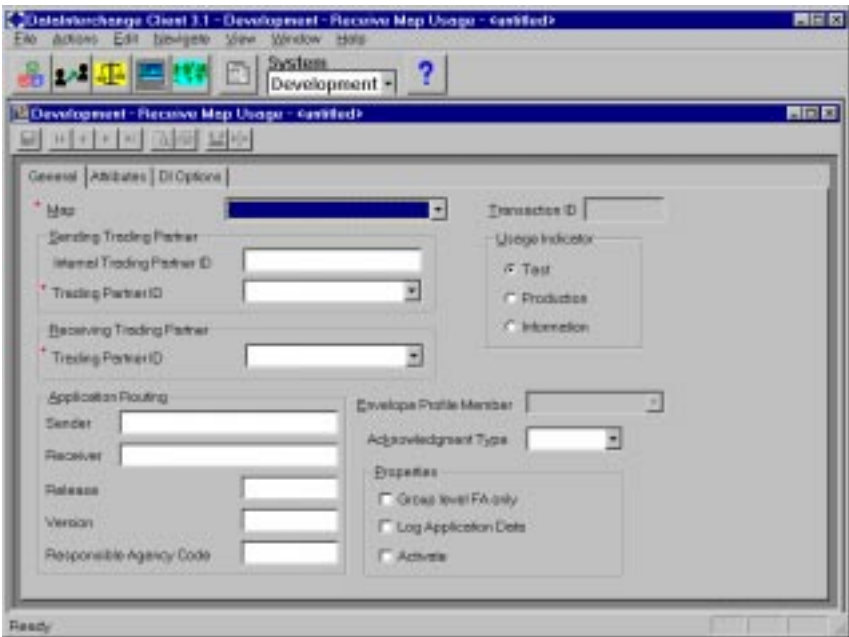 DataInterchange Client 3.1 - Development - Receive Map Usage - <untitled>
File Actions Edit Navigate View Window Help
System
Development
?
Development - Receive Map Usage - <untitled>
General Attributes DI Options
* Map
Transaction ID
Sending Trading Partner
Usage Indicator
Internal Trading Partner ID
Test
* Trading Partner ID
Production
Information
Receiving Trading Partner
* Trading Partner ID
Application Routing
Envelope Profile Member
Sender
Acknowledgment Type
Receiver
Properties
Release
Group level FA only
Version
Log Application Data
Responsible Agency Code
Activate
Ready